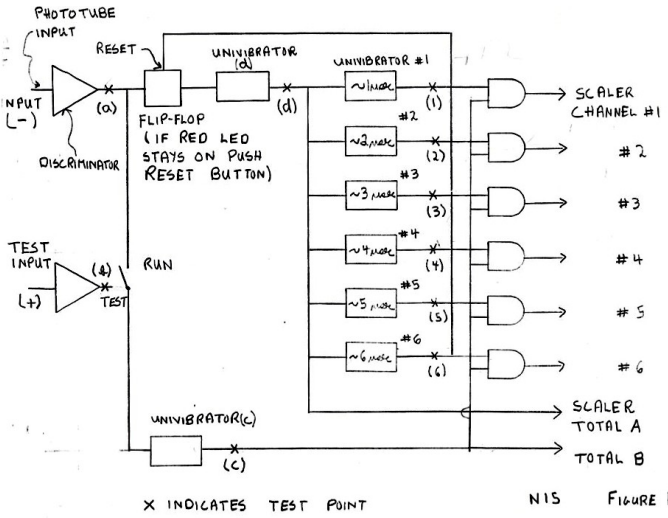 PHOTOTUBE
INPUT
RESET
UNIVIBRATOR
(d)
UNIVIBRATOR #1
INPUT
(-)
(a)
(d)
~1 µsec
(1)
SCALER
CHANNEL #1
DISCRIMINATOR
FLIP-FLOP
(IF RED LED
STAYS ON PUSH
RESET BUTTON)
#2
~2 µsec
(2)
#2
#3
~3 µsec
(3)
#3
TEST
INPUT
(+)
TEST
RUN
#4
~4 µsec
(4)
#4
#5
~5 µsec
(5)
#5
#6
~6 µsec
(6)
#6
UNIVIBRATOR(c)
(c)
SCALER
TOTAL A
TOTAL B
X INDICATES TEST POINT
N15 FIGURE